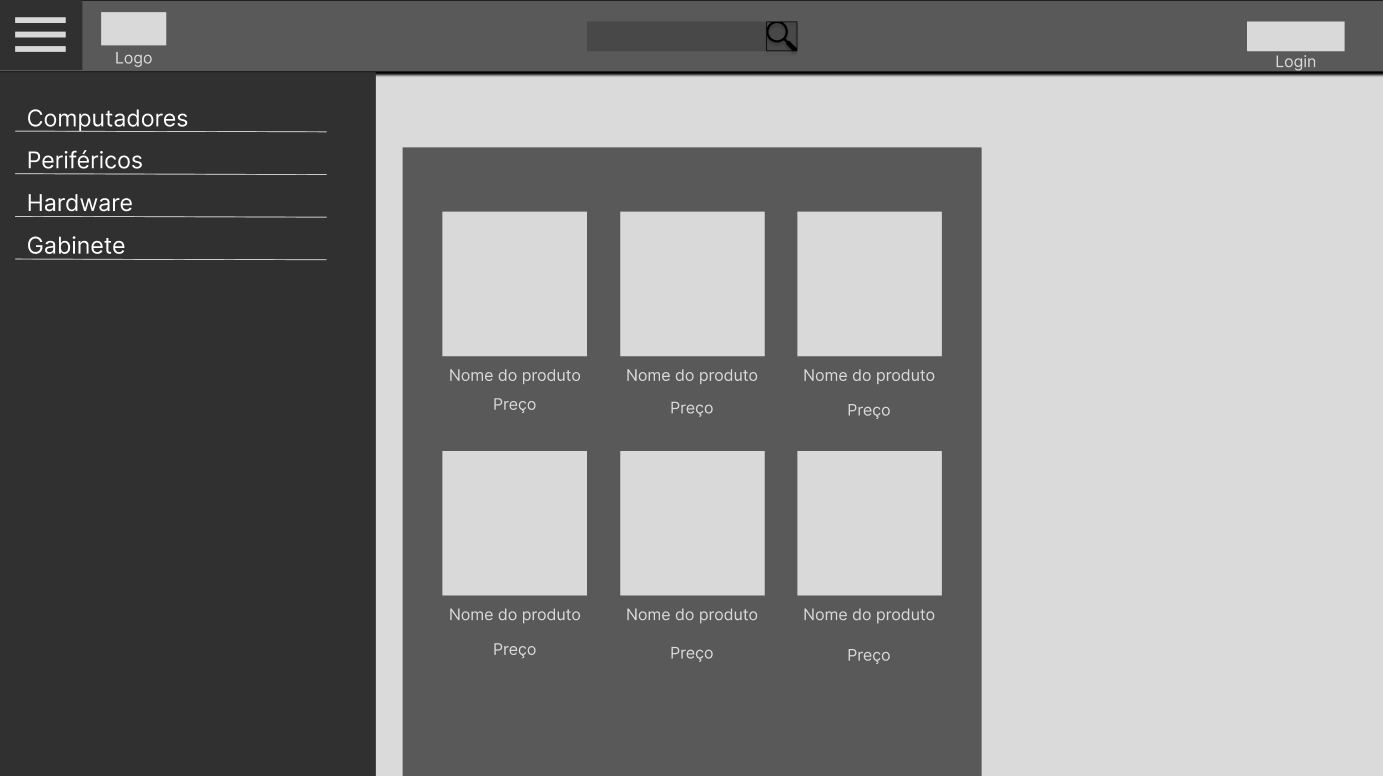 Logo
Login
Computadores
Periféricos
Hardware
Gabinete
Nome do produto
Nome do produto
Nome do produto
Preço
Preço
Preço
Nome do produto
Nome do produto
Nome do produto
Preço
Preço
Preço